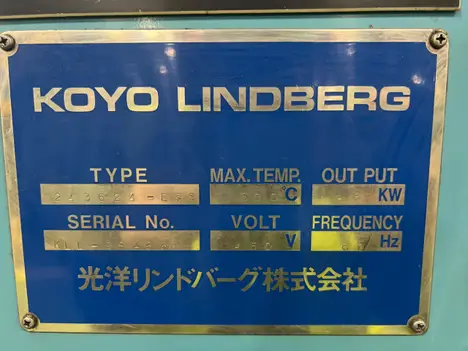 KOYO LINDBERG
TYPE MAX. TEMP. OUT PUT
°C KW
SERIAL No. VOLT FREQUENCY
V Hz
光洋リンドバーグ株式会社